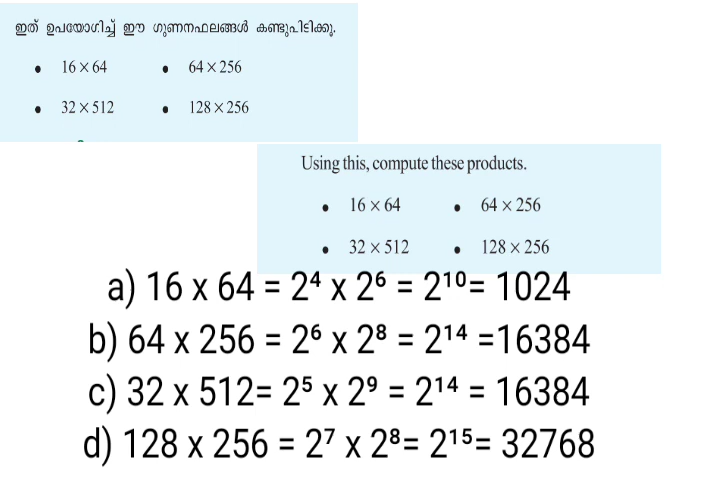 ഇത് ഉപയോഗിച്ച് ഈ ഗുണനഫലങ്ങൾ കണ്ടുപിടിക്കൂ.
• 16 × 64 • 64 × 256
• 32 × 512 • 128 × 256
Using this, compute these products.
• 16 × 64 • 64 × 256
• 32 × 512 • 128 × 256
a) 16 x 64 = 2⁴ x 2⁶ = 2¹⁰= 1024
b) 64 x 256 = 2⁶ x 2⁸ = 2¹⁴ =16384
c) 32 x 512= 2⁵ x 2⁹ = 2¹⁴ = 16384
d) 128 x 256 = 2⁷ x 2⁸= 2¹⁵= 32768